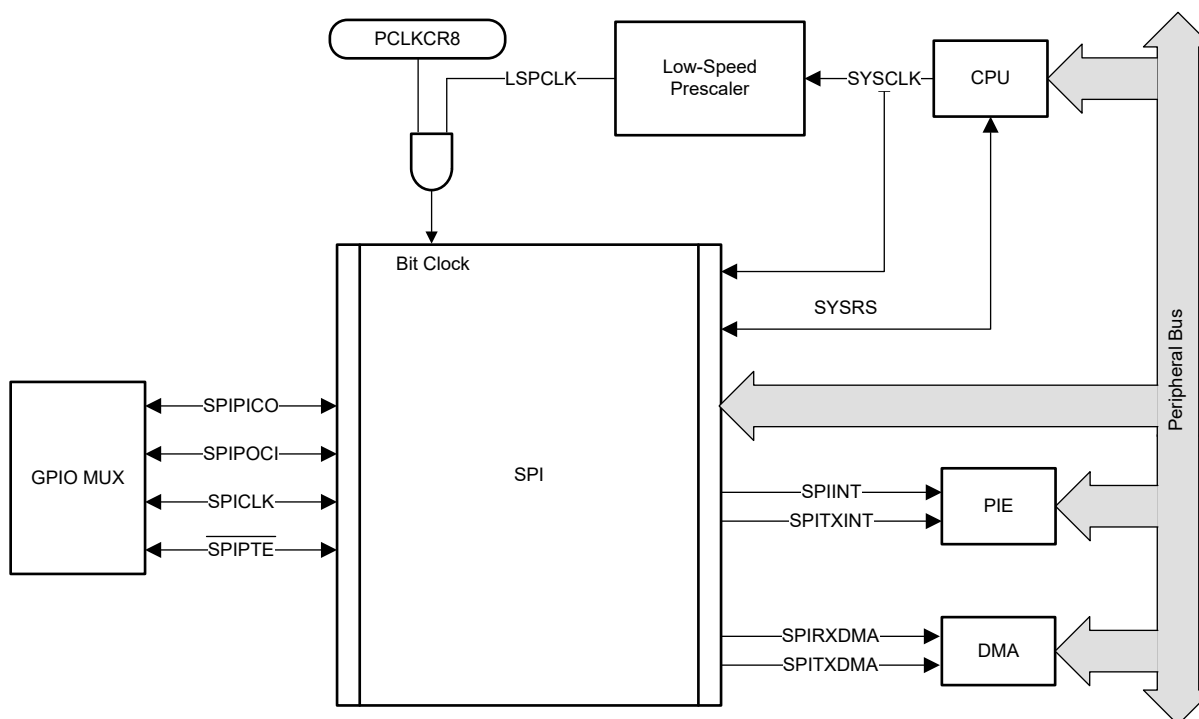 PCLKCR8
LSPCLK
Low-Speed
Prescaler
SYSCLK
CPU
Bit Clock
SYSRS
Peripheral Bus
GPIO MUX
SPIPICO
SPIPOCI
SPICLK
SPIPTE
SPI
SPIINT
SPITXINT
PIE
SPIRXDMA
SPITXDMA
DMA